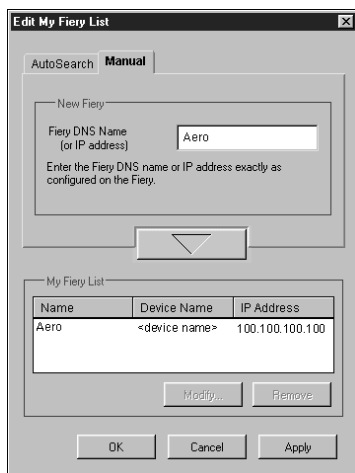 Edit My Fiery List
AutoSearch Manual
New Fiery
Fiery DNS Name
(or IP address)
Aero
Enter the Fiery DNS name or IP address exactly as
configured on the Fiery.
My Fiery List
Name Device Name IP Address
Aero <device name> 100.100.100.100
Modify... Remove
OK Cancel Apply